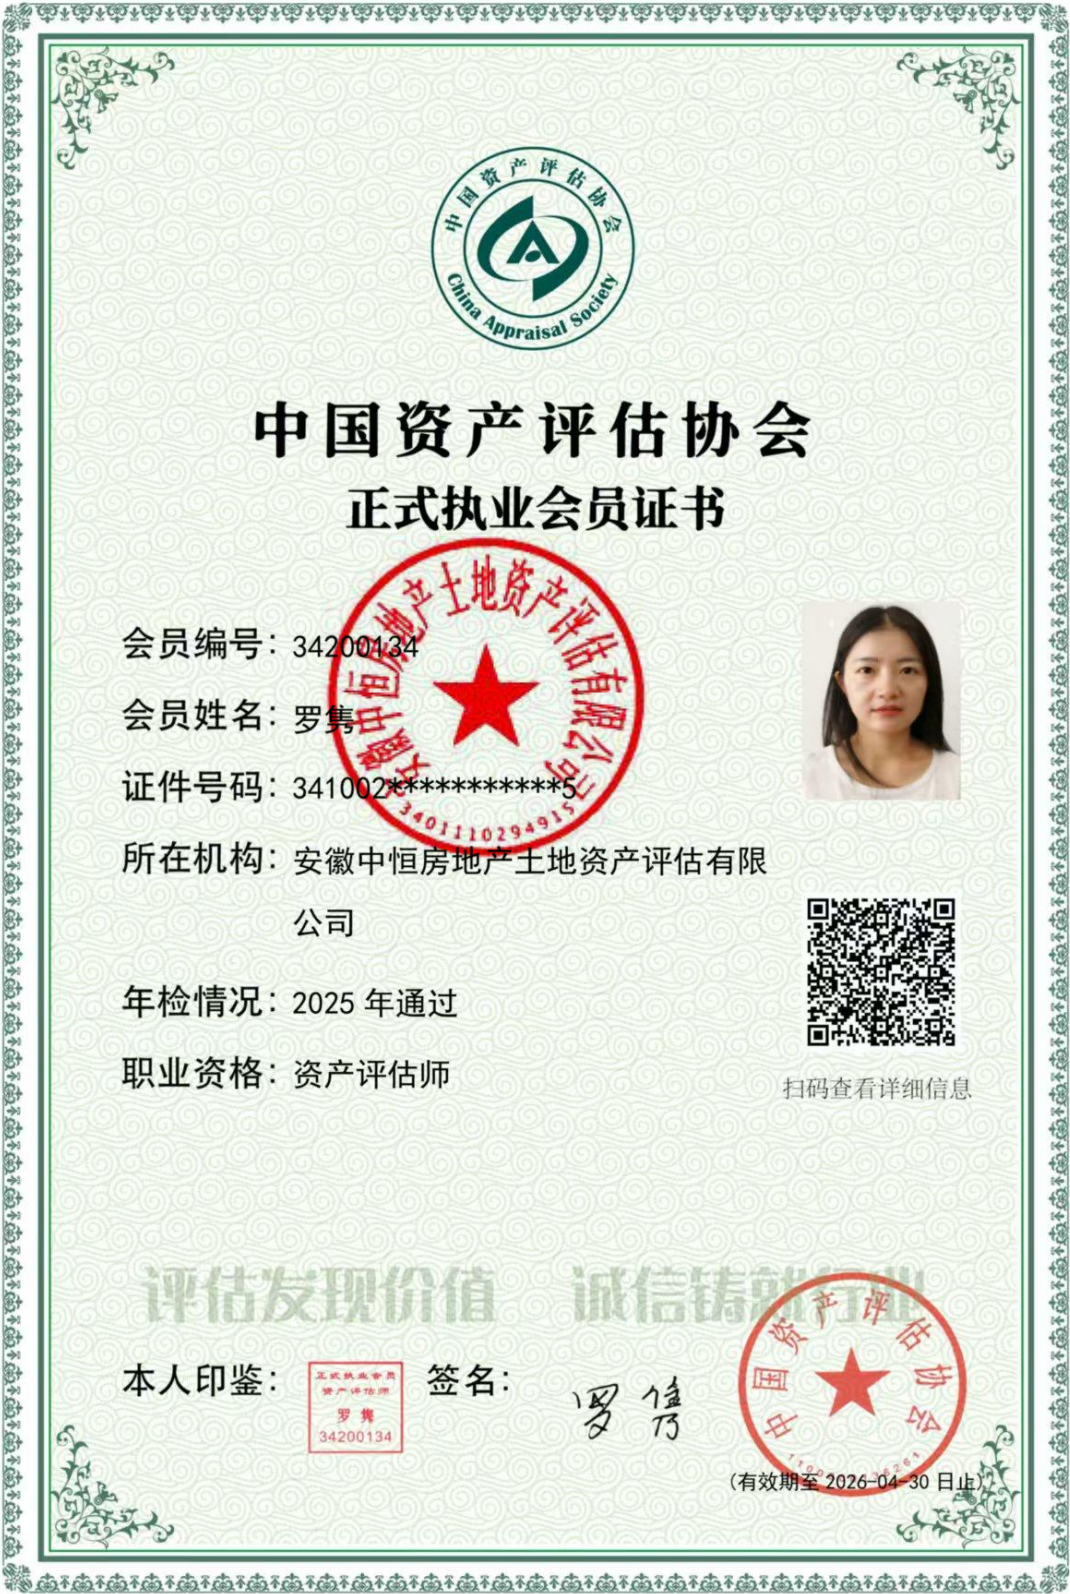 中国资产评估协会
China Appraisal Society
中国资产评估协会
正式执业会员证书
安徽中恒房地产土地资产评估有限公司
3401110294915
会员编号：34200134
会员姓名：罗隽
证件号码：341002************5
所在机构：安徽中恒房地产土地资产评估有限
公司
年检情况：2025 年通过
职业资格：资产评估师
扫码查看详细信息
评估发现价值 诚信铸就行业
本人印鉴：
正式执业会员
资产评估师
罗隽
34200134
签名：
罗隽
中国资产评估协会
(有效期至 2026-04-30 日止)